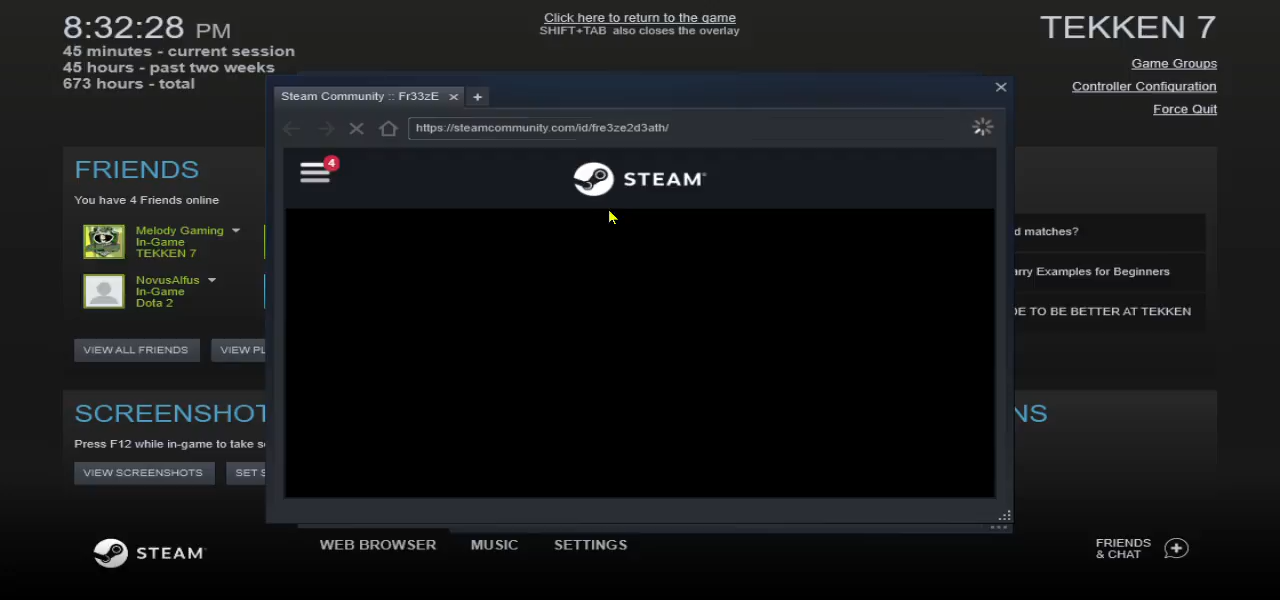 8:32:28 PM
45 minutes - current session
45 hours - past two weeks
673 hours - total
Click here to return to the game
SHIFT+TAB also closes the overlay
TEKKEN 7
Game Groups
Controller Configuration
Force Quit
Steam Community :: Fr33zE
https://steamcommunity.com/id/fre3ze2d3ath/
4
STEAM
FRIENDS
You have 4 Friends online
Melody Gaming
In-Game
TEKKEN 7
NovusAlfus
In-Game
Dota 2
VIEW ALL FRIENDS
VIEW PL
d matches?
arry Examples for Beginners
DE TO BE BETTER AT TEKKEN
SCREENSHOT
Press F12 while in-game to take s
VIEW SCREENSHOTS
SET S
NS
STEAM
WEB BROWSER
MUSIC
SETTINGS
FRIENDS
& CHAT